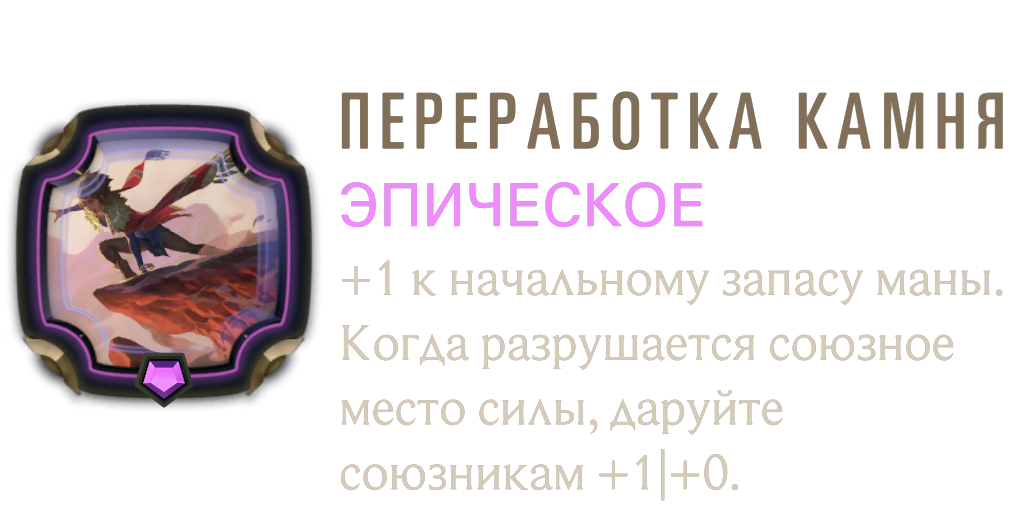 ПЕРЕРАБОТКА КАМНЯ
ЭПИЧЕСКОЕ
+1 к начальному запасу маны.
Когда разрушается союзное
место силы, даруйте
союзникам +1|+0.